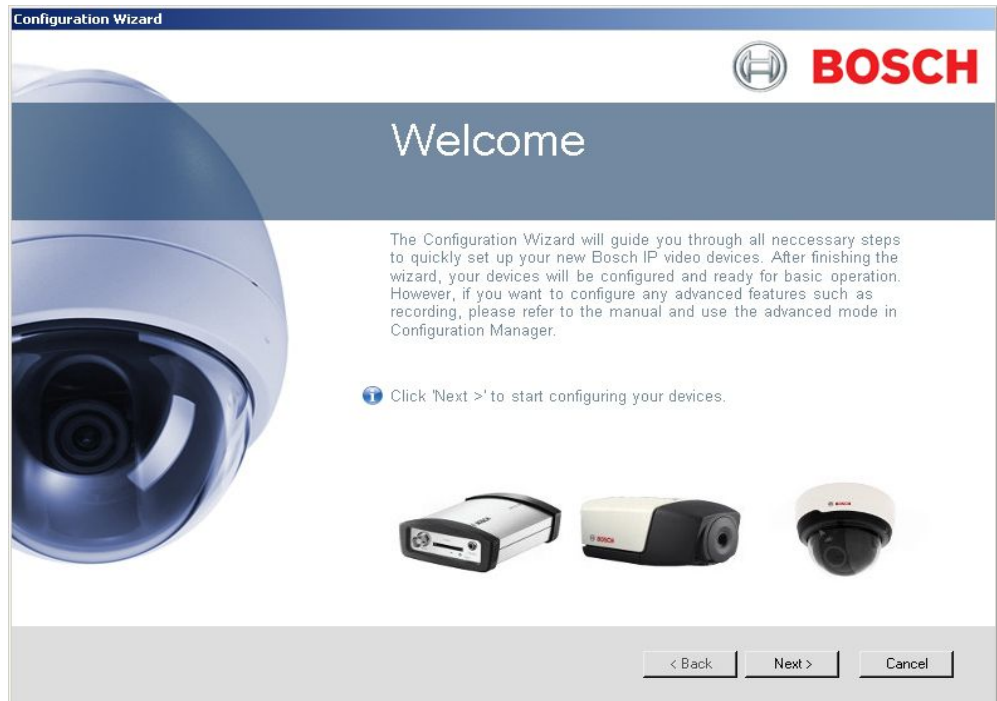 Configuration Wizard
BOSCH
Welcome
The Configuration Wizard will guide you through all neccessary steps
to quickly set up your new Bosch IP video devices. After finishing the
wizard, your devices will be configured and ready for basic operation.
However, if you want to configure any advanced features such as
recording, please refer to the manual and use the advanced mode in
Configuration Manager.
Click 'Next >' to start configuring your devices.
BOSCH
BOSCH
BOSCH
< Back
Next >
Cancel